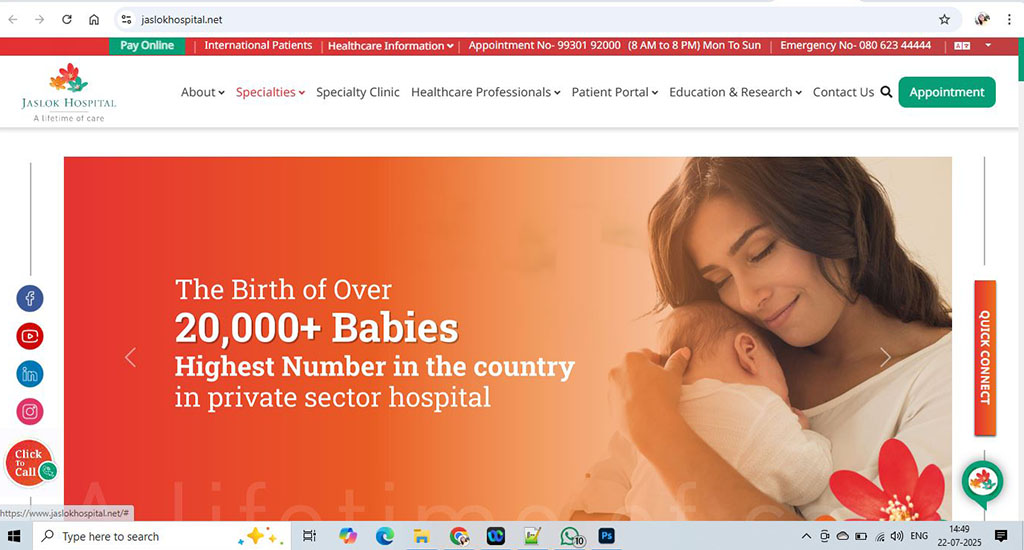 jaslokhospital.net
Pay Online | International Patients | Healthcare Information | Appointment No- 99301 92000 (8 AM to 8 PM) Mon To Sun | Emergency No- 080 623 44444 |
JASLOK HOSPITAL
A lifetime of care
About Specialties Specialty Clinic Healthcare Professionals Patient Portal Education & Research Contact Us Appointment
The Birth of Over
20,000+ Babies
Highest Number in the country
in private sector hospital
QUICK CONNECT
Click
To
Call
A lifetime of
https://www.jaslokhospital.net/#
Type here to search
10
Ps
ENG
14:49
22-07-2025